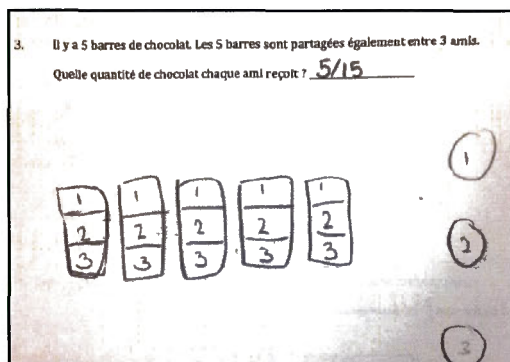 3. Il y a 5 barres de chocolat. Les 5 barres sont partagées également entre 3 amis.
Quelle quantité de chocolat chaque ami reçoit ? 5/15
1 1 1 1 1
2 2 2 2 2
3 3 3 3 3
1
2
3